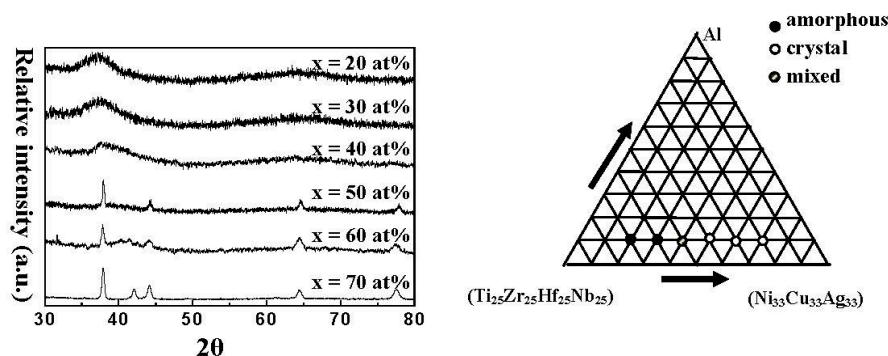 Relative intensity (a.u.)
x = 20 at%
x = 30 at%
x = 40 at%
x = 50 at%
x = 60 at%
x = 70 at%
30 40 50 60 70 80
2θ
Al
amorphous
crystal
mixed
(Ti₂₅Zr₂₅Hf₂₅Nb₂₅)
(Ni₃₃Cu₃₃Ag₃₃)